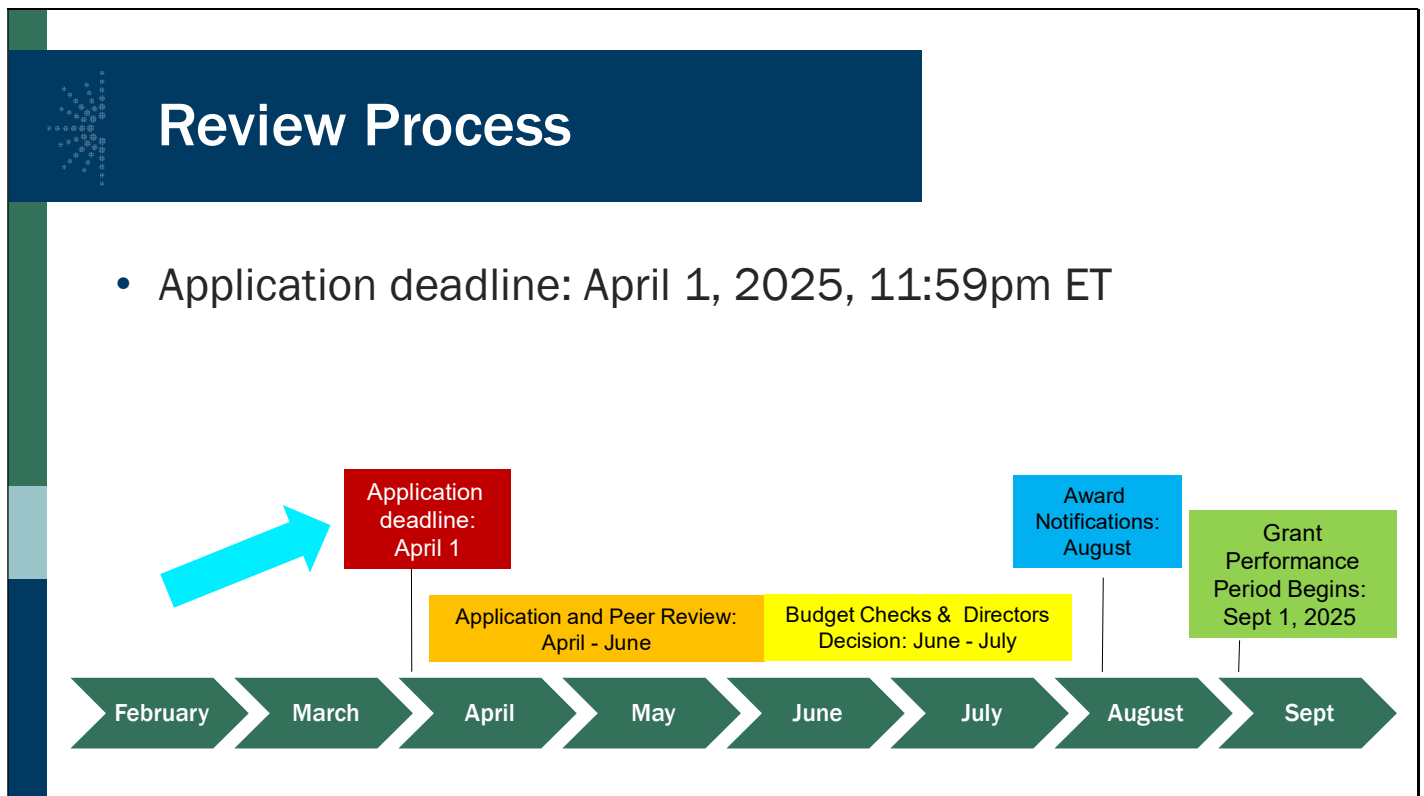 Review Process
• Application deadline: April 1, 2025, 11:59pm ET
Application
deadline:
April 1
Award
Notifications:
August
Grant
Performance
Period Begins:
Sept 1, 2025
Application and Peer Review:
April - June
Budget Checks & Directors
Decision: June - July
February
March
April
May
June
July
August
Sept